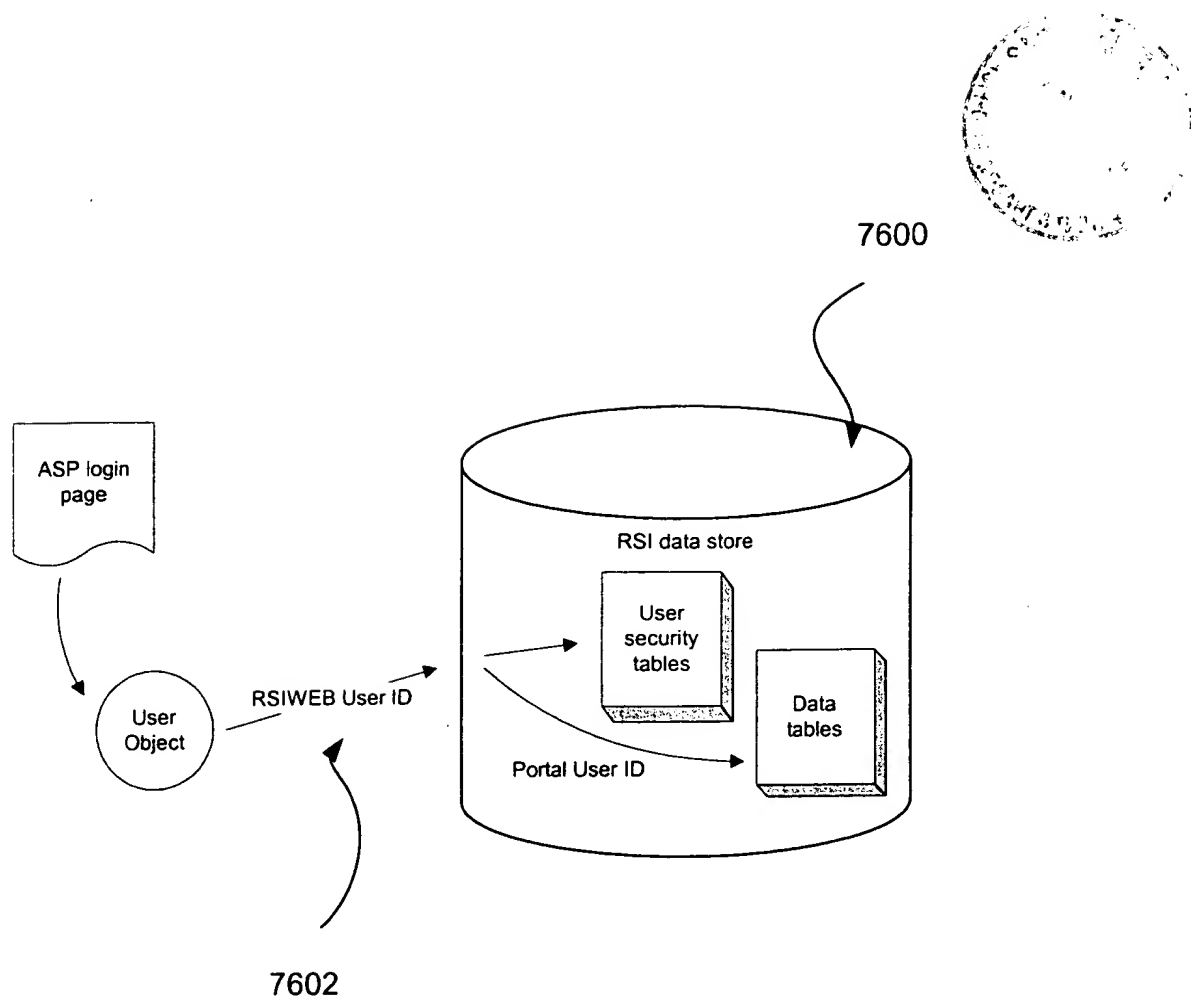 7600
ASP login
page
RSI data store
User
security
tables
RSIWEB User ID
User
Object
Data
tables
Portal User ID
7602